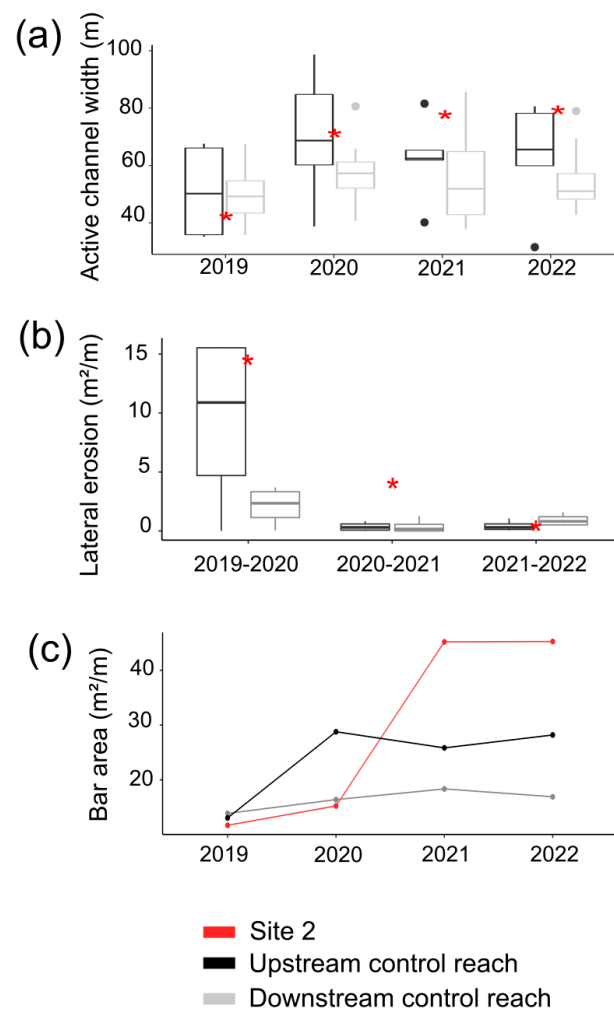 (a)
Active channel width (m)
100
80
60
40
2019 2020 2021 2022
(b)
Lateral erosion (m²/m)
15
10
5
0
2019-2020 2020-2021 2021-2022
(c)
Bar area (m²/m)
40
30
20
2019 2020 2021 2022
Site 2
Upstream control reach
Downstream control reach